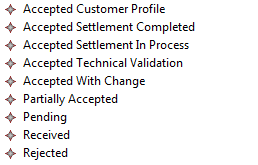 Accepted Customer Profile
Accepted Settlement Completed
Accepted Settlement In Process
Accepted Technical Validation
Accepted With Change
Partially Accepted
Pending
Received
Rejected